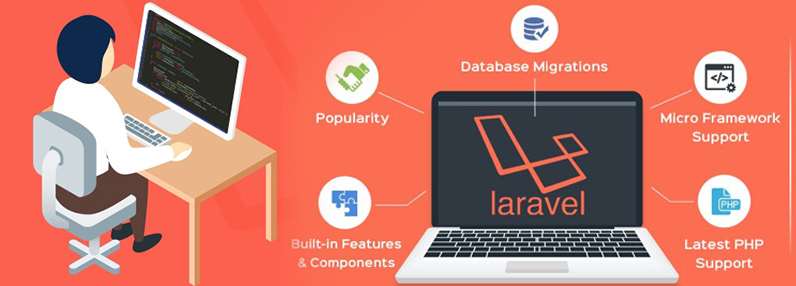 Database Migrations
Popularity
Micro Framework
Support
</>
laravel
PHP
Built-in Features
& Components
Latest PHP
Support